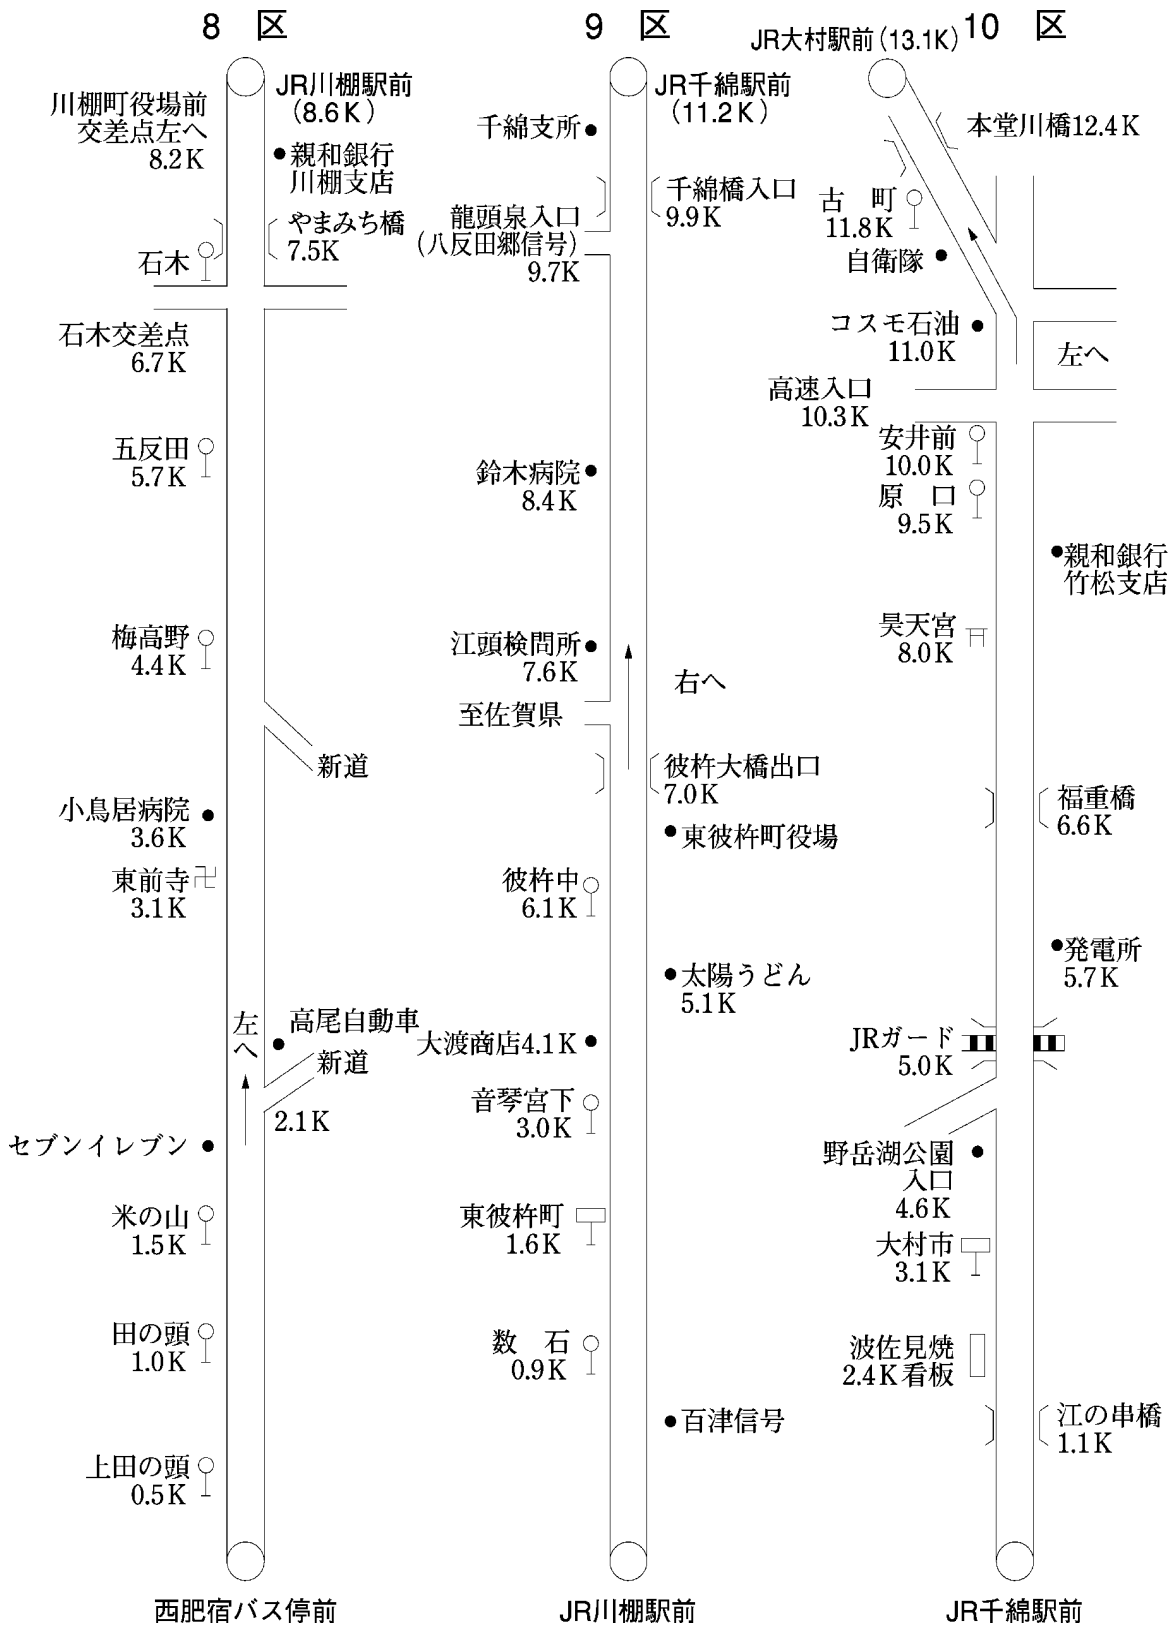 8 区
JR川棚駅前
(8.6K)
川棚町役場前
交差点左へ
8.2K
親和銀行
川棚支店
やまみち橋
7.5K
石木
石木交差点
6.7K
五反田
5.7K
梅高野
4.4K
新道
小鳥居病院
3.6K
東前寺
3.1K
左へ
高尾自動車
新道
2.1K
セブンイレブン
米の山
1.5K
田の頭
1.0K
上田の頭
0.5K
西肥宿バス停前
9 区
JR千綿駅前
(11.2K)
千綿支所
千綿橋入口
9.9K
龍頭泉入口
(八反田郷信号)
9.7K
鈴木病院
8.4K
江頭検問所
7.6K
右へ
至佐賀県
彼杵大橋出口
7.0K
東彼杵町役場
彼杵中
6.1K
太陽うどん
5.1K
大渡商店4.1K
音琴宮下
3.0K
東彼杵町
1.6K
数 石
0.9K
百津信号
JR川棚駅前
10 区
JR大村駅前(13.1K)
本堂川橋12.4K
古 町
11.8K
自衛隊
コスモ石油
11.0K
左へ
高速入口
10.3K
安井前
10.0K
原 口
9.5K
親和銀行
竹松支店
昊天宮
8.0K
福重橋
6.6K
発電所
5.7K
JRガード
5.0K
野岳湖公園
入口
4.6K
大村市
3.1K
波佐見焼
2.4K看板
江の串橋
1.1K
JR千綿駅前